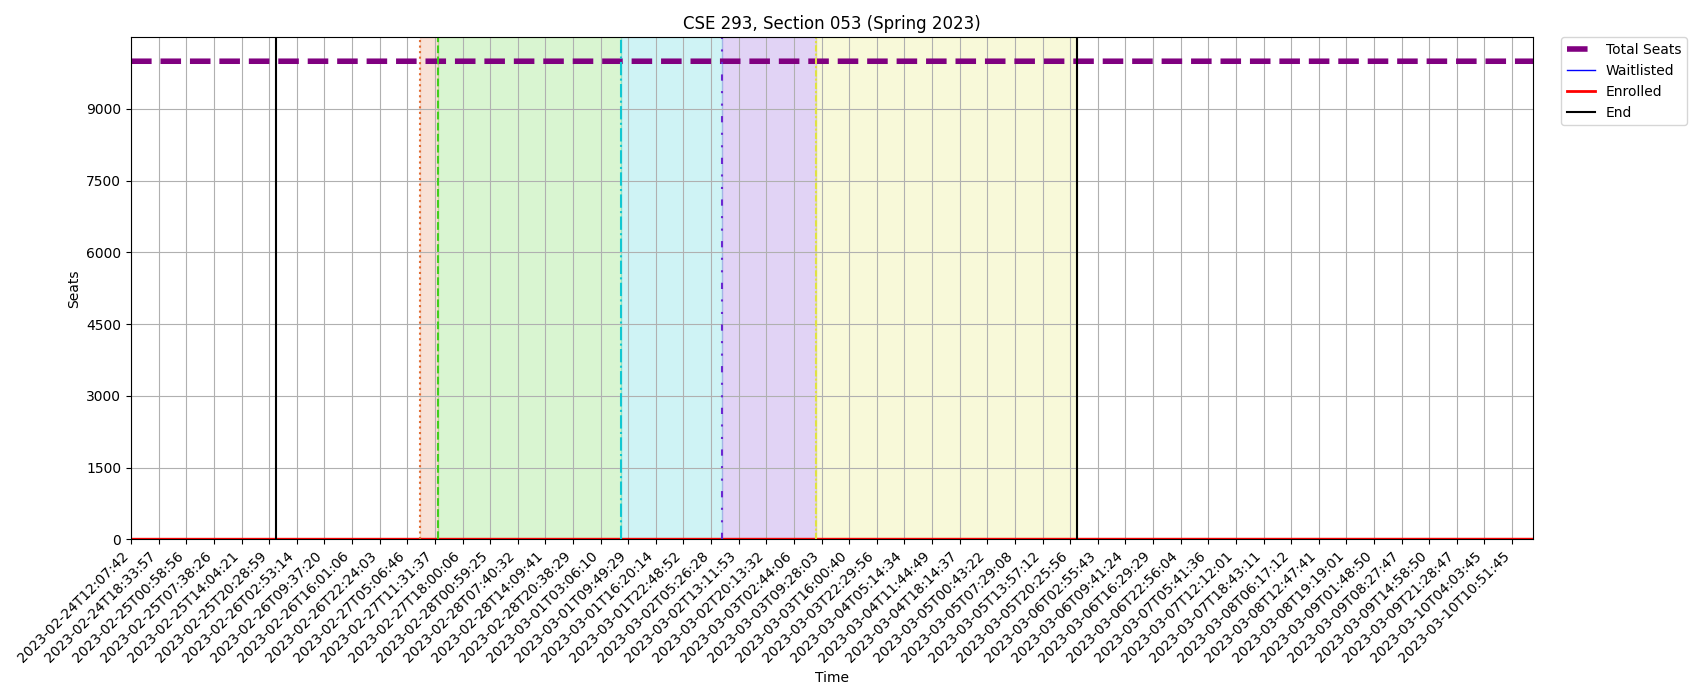 CSE 293, Section 053 (Spring 2023)
Total Seats
Waitlisted
Enrolled
End
Seats
9000
7500
6000
4500
3000
1500
0
2023-02-24T12:07:42
2023-02-24T18:33:57
2023-02-25T00:58:56
2023-02-25T07:38:26
2023-02-25T14:04:21
2023-02-25T20:28:59
2023-02-26T02:53:14
2023-02-26T09:37:20
2023-02-26T16:01:06
2023-02-26T22:24:03
2023-02-27T05:06:46
2023-02-27T11:31:37
2023-02-27T18:00:06
2023-02-28T00:59:25
2023-02-28T07:40:32
2023-02-28T14:09:41
2023-02-28T20:38:29
2023-03-01T03:06:10
2023-03-01T09:49:29
2023-03-01T16:20:14
2023-03-01T22:48:52
2023-03-02T05:26:28
2023-03-02T13:11:53
2023-03-02T20:13:32
2023-03-03T02:44:06
2023-03-03T09:28:03
2023-03-03T16:00:40
2023-03-03T22:29:56
2023-03-04T05:14:34
2023-03-04T11:44:49
2023-03-04T18:14:37
2023-03-05T00:43:22
2023-03-05T07:29:08
2023-03-05T13:57:12
2023-03-05T20:25:56
2023-03-06T02:55:43
2023-03-06T09:41:24
2023-03-06T16:29:29
2023-03-06T22:56:04
2023-03-07T05:41:36
2023-03-07T12:12:01
2023-03-07T18:43:11
2023-03-08T06:17:12
2023-03-08T12:47:41
2023-03-08T19:19:01
2023-03-09T01:48:50
2023-03-09T08:27:47
2023-03-09T14:58:50
2023-03-09T21:28:47
2023-03-10T04:03:45
2023-03-10T10:51:45
Time